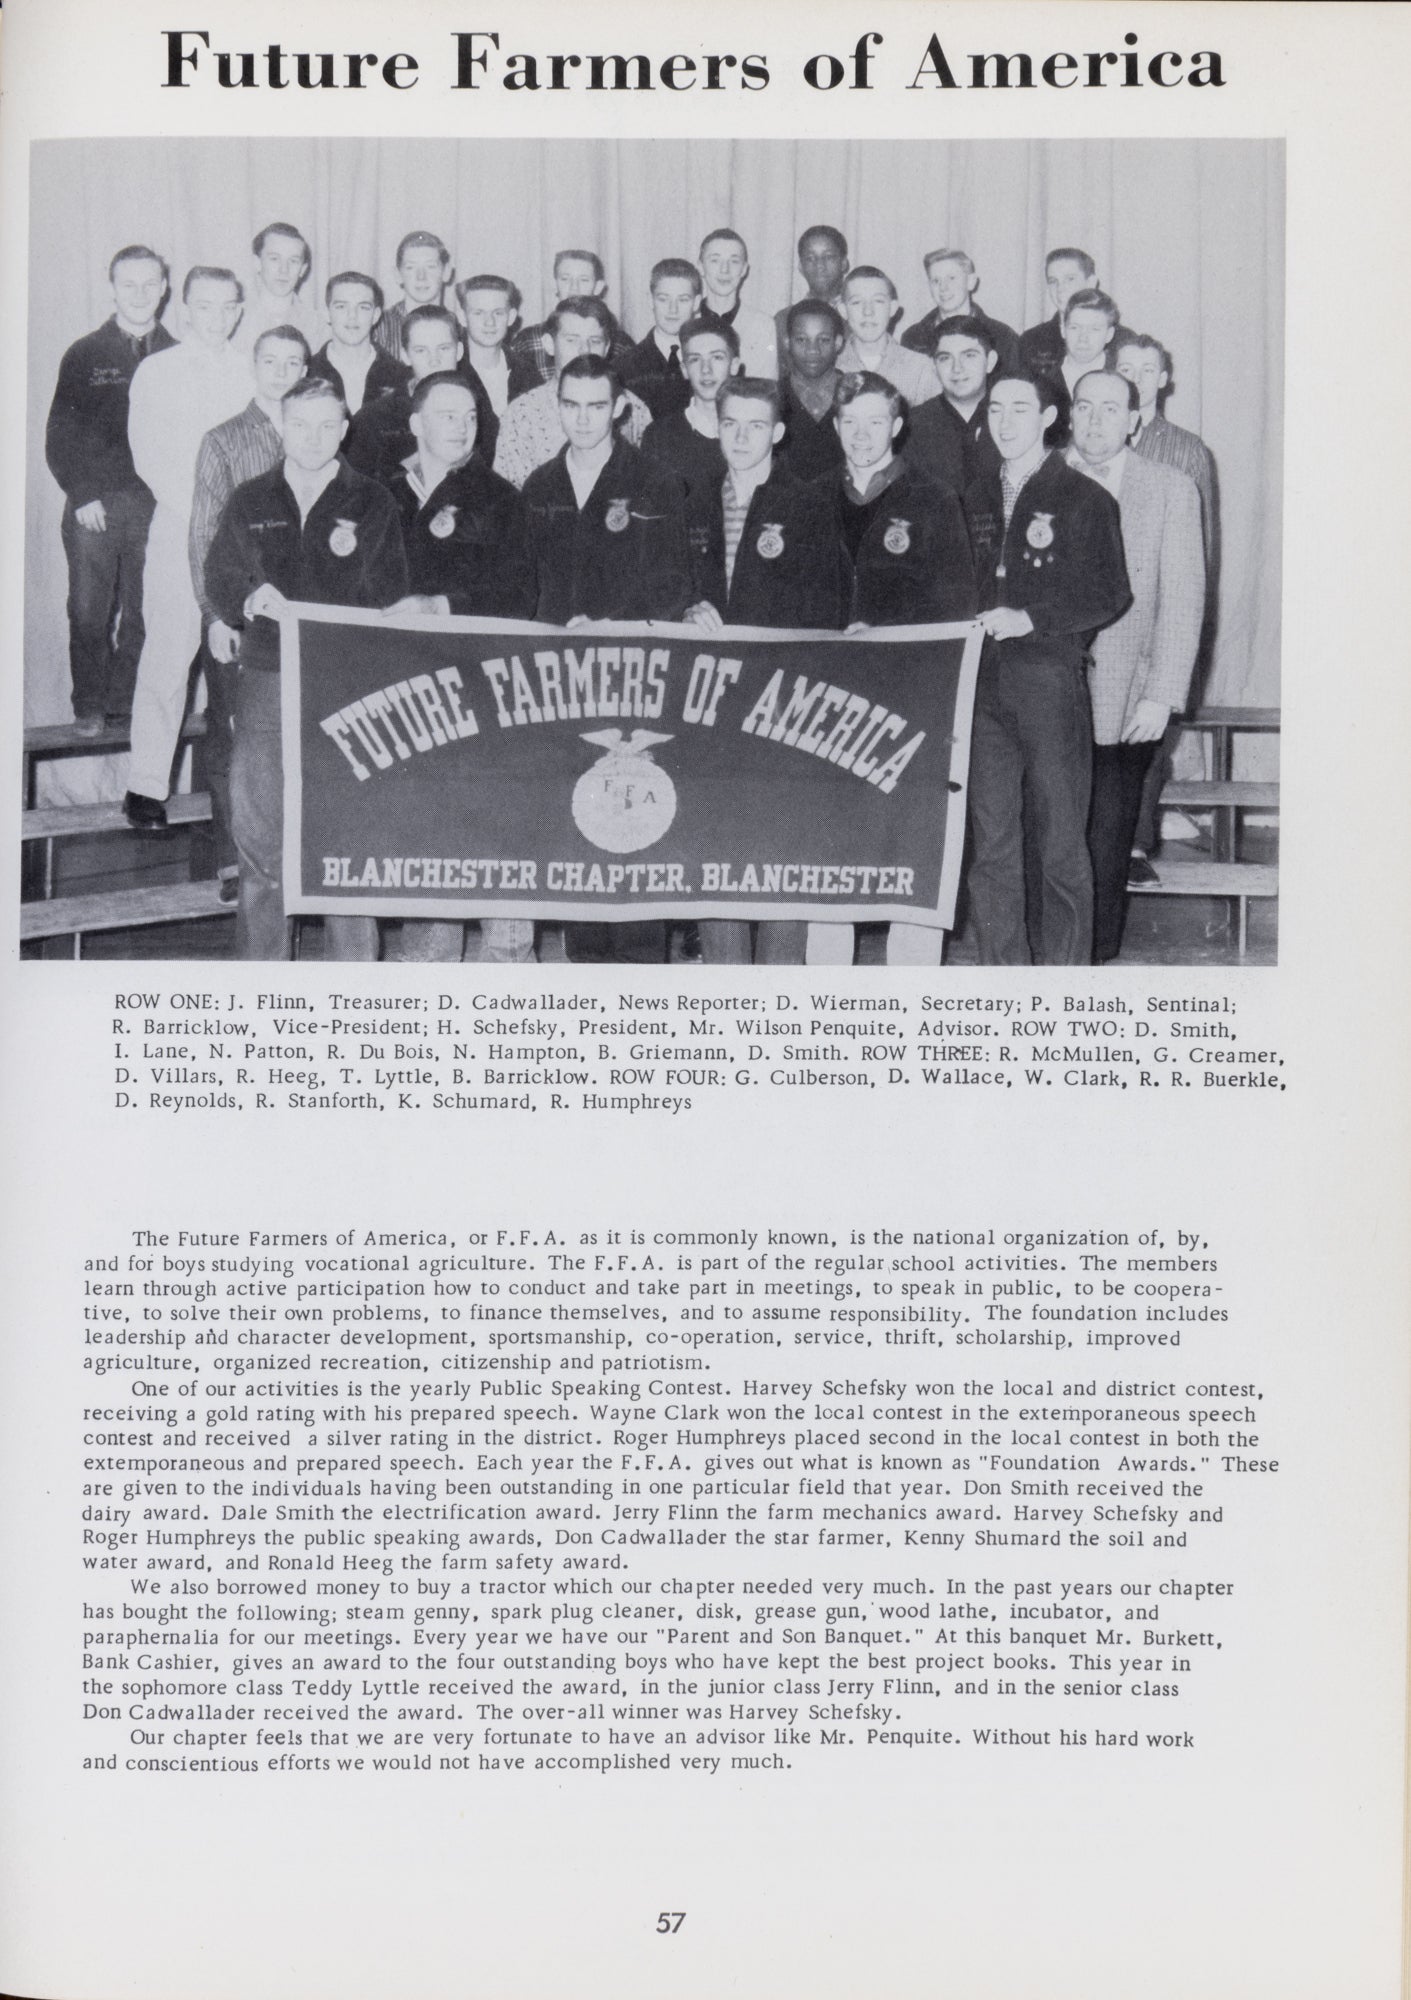 Future Farmers of America
FUTURE FARMERS OF AMERICA
F F A
BLANCHESTER CHAPTER. BLANCHESTER
ROW ONE: J. Flinn, Treasurer; D. Cadwallader, News Reporter; D. Wierman, Secretary; P. Balash, Sentinal;
R. Barricklow, Vice-President; H. Schefsky, President, Mr. Wilson Penquite, Advisor. ROW TWO: D. Smith,
I. Lane, N. Patton, R. Du Bois, N. Hampton, B. Griemann, D. Smith. ROW THREE: R. McMullen, G. Creamer,
D. Villars, R. Heeg, T. Lyttle, B. Barricklow. ROW FOUR: G. Culberson, D. Wallace, W. Clark, R. R. Buerkle,
D. Reynolds, R. Stanforth, K. Schumard, R. Humphreys
The Future Farmers of America, or F.F.A. as it is commonly known, is the national organization of, by,
and for boys studying vocational agriculture. The F.F.A. is part of the regular school activities. The members
learn through active participation how to conduct and take part in meetings, to speak in public, to be coopera-
tive, to solve their own problems, to finance themselves, and to assume responsibility. The foundation includes
leadership and character development, sportsmanship, co-operation, service, thrift, scholarship, improved
agriculture, organized recreation, citizenship and patriotism.
One of our activities is the yearly Public Speaking Contest. Harvey Schefsky won the local and district contest,
receiving a gold rating with his prepared speech. Wayne Clark won the local contest in the extemporaneous speech
contest and received a silver rating in the district. Roger Humphreys placed second in the local contest in both the
extemporaneous and prepared speech. Each year the F.F.A. gives out what is known as "Foundation Awards." These
are given to the individuals having been outstanding in one particular field that year. Don Smith received the
dairy award. Dale Smith the electrification award. Jerry Flinn the farm mechanics award. Harvey Schefsky and
Roger Humphreys the public speaking awards, Don Cadwallader the star farmer, Kenny Shumard the soil and
water award, and Ronald Heeg the farm safety award.
We also borrowed money to buy a tractor which our chapter needed very much. In the past years our chapter
has bought the following; steam genny, spark plug cleaner, disk, grease gun, wood lathe, incubator, and
paraphernalia for our meetings. Every year we have our "Parent and Son Banquet." At this banquet Mr. Burkett,
Bank Cashier, gives an award to the four outstanding boys who have kept the best project books. This year in
the sophomore class Teddy Lyttle received the award, in the junior class Jerry Flinn, and in the senior class
Don Cadwallader received the award. The over-all winner was Harvey Schefsky.
Our chapter feels that we are very fortunate to have an advisor like Mr. Penquite. Without his hard work
and conscientious efforts we would not have accomplished very much.
57